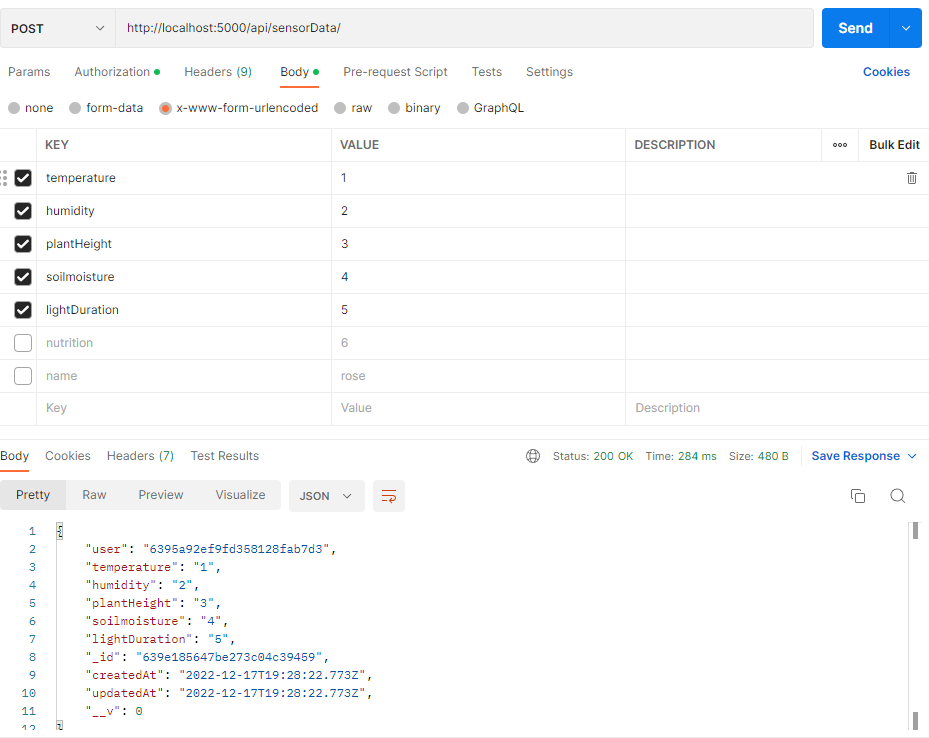 POST http://localhost:5000/api/sensorData/ Send
Params Authorization Headers (9) Body Pre-request Script Tests Settings Cookies
none form-data x-www-form-urlencoded raw binary GraphQL
KEY VALUE DESCRIPTION ooo Bulk Edit
temperature 1
humidity 2
plantHeight 3
soilmoisture 4
lightDuration 5
nutrition 6
name rose
Key Value Description
Body Cookies Headers (7) Test Results Status: 200 OK Time: 284 ms Size: 480 B Save Response
Pretty Raw Preview Visualize JSON
1 {
2 "user": "6395a92ef9fd358128fab7d3",
3 "temperature": "1",
4 "humidity": "2",
5 "plantHeight": "3",
6 "soilmoisture": "4",
7 "lightDuration": "5",
8 "_id": "639e185647be273c04c39459",
9 "createdAt": "2022-12-17T19:28:22.773Z",
10 "updatedAt": "2022-12-17T19:28:22.773Z",
11 "__v": 0
12 }